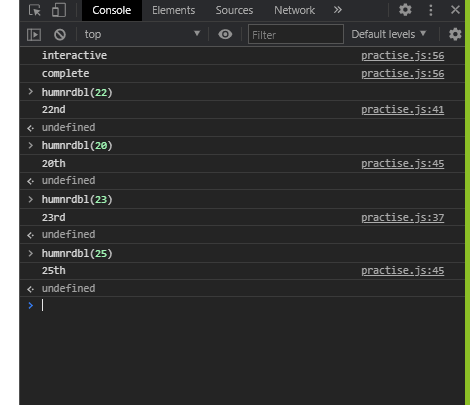 Console Elements Sources Network »
top Filter Default levels
interactive practise.js:56
complete practise.js:56
> humnrdbl(22)
22nd practise.js:41
undefined
> humnrdbl(20)
20th practise.js:45
undefined
> humnrdbl(23)
23rd practise.js:37
undefined
> humnrdbl(25)
25th practise.js:45
undefined
>